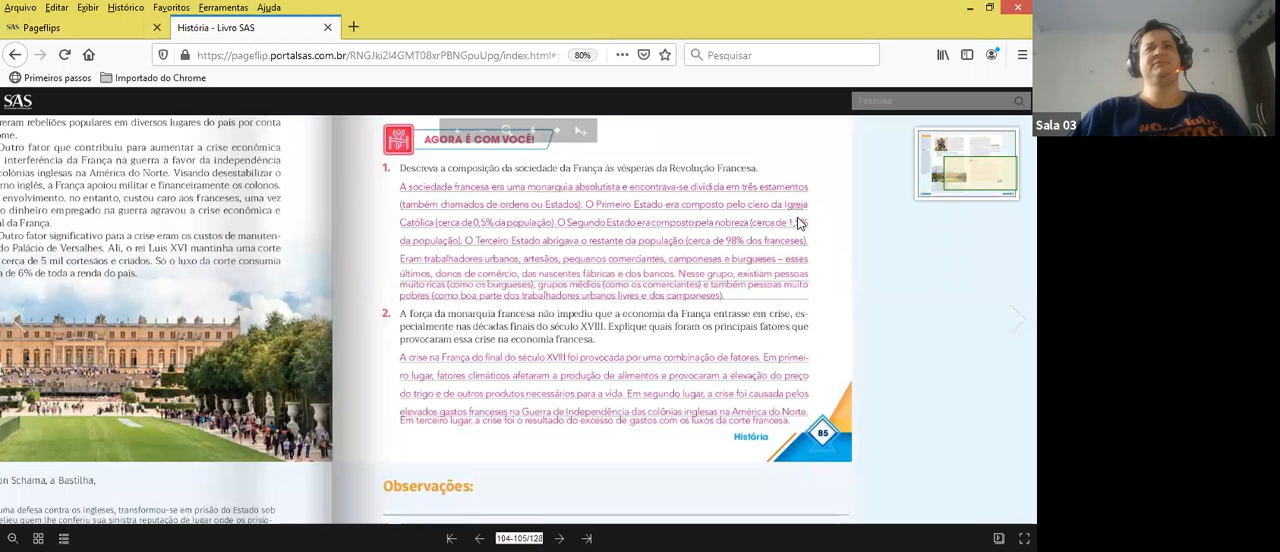 Arquivo Editar Exibir Histórico Favoritos Ferramentas Ajuda
SAS Pageflips
História - Livro SAS
https://pageflip.portalsas.com.br/RNGJki2l4GMT08xrPBNGpuUpg/index.html#
80%
Pesquisar
Primeiros passos
Importado do Chrome
SAS
Pesquisa
Sala 03
reram rebeliões populares em diversos lugares do país por conta
ome.
Outro fator que contribuiu para aumentar a crise econômica
interferência da França na guerra a favor da independência
olônias inglesas na América do Norte. Visando desestabilizar o
rno inglês, a França apoiou militar e financeiramente os colonos.
envolvimento, no entanto, custou caro aos franceses, uma vez
o dinheiro empregado na guerra agravou a crise econômica e
al da França.
Outro fator significativo para a crise eram os custos de manuten-
do Palácio de Versalhes. Ali, o rei Luis XVI mantinha uma corte
cerca de 5 mil cortesãos e criados. Só o luxo da corte consumia
a de 6% de toda a renda do país.
on Schama, a Bastilha,
uma defesa contra os ingleses, transformou-se em prisão do Estado sob
elieu quem lhe conferiu sua sinistra reputação de lugar onde os prisio-
AGORA É COM VOCÊ!
1. Descreva a composição da sociedade da França às vésperas da Revolução Francesa.
A sociedade francesa era uma monarquia absolutista e encontrava-se dividida em três estamentos
(também chamados de ordens ou Estados). O Primeiro Estado era composto pelo clero da Igreja
Católica (cerca de 0,5% da população). O Segundo Estado era composto pela nobreza (cerca de 1,
da população). O Terceiro Estado abrigava o restante da população (cerca de 98% dos franceses).
Eram trabalhadores urbanos, artesãos, pequenos comerciantes, camponeses e burgueses – esses
últimos, donos de comércio, das nascentes fábricas e dos bancos. Nesse grupo, existiam pessoas
muito ricas (como os burgueses), grupos médios (como os comerciantes) e também pessoas muito
pobres (como boa parte dos trabalhadores urbanos livres e dos camponeses).
2. A força da monarquia francesa não impediu que a economia da França entrasse em crise, es-
pecialmente nas décadas finais do século XVIII. Explique quais foram os principais fatores que
provocaram essa crise na economia francesa.
A crise na França do final do século XVIII foi provocada por uma combinação de fatores. Em primei-
ro lugar, fatores climáticos afetaram a produção de alimentos e provocaram a elevação do preço
do trigo e de outros produtos necessários para a vida. Em segundo lugar, a crise foi causada pelos
elevados gastos franceses na Guerra de Independência das colônias inglesas na América do Norte.
Em terceiro lugar, a crise foi o resultado do excesso de gastos com os luxos da corte francesa.
História 85
Observações:
104-105/128